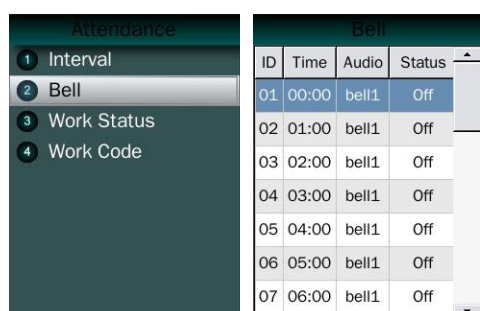 Attendance
1 Interval
2 Bell
3 Work Status
4 Work Code
Bell
ID Time Audio Status
01 00:00 bell1 Off
02 01:00 bell1 Off
03 02:00 bell1 Off
04 03:00 bell1 Off
05 04:00 bell1 Off
06 05:00 bell1 Off
07 06:00 bell1 Off